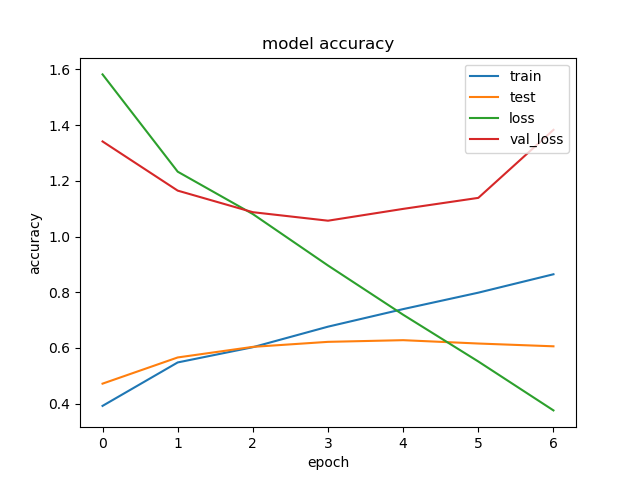 model accuracy
train
test
loss
val_loss
1.6
1.4
1.2
1.0
0.8
0.6
0.4
accuracy
0 1 2 3 4 5 6
epoch